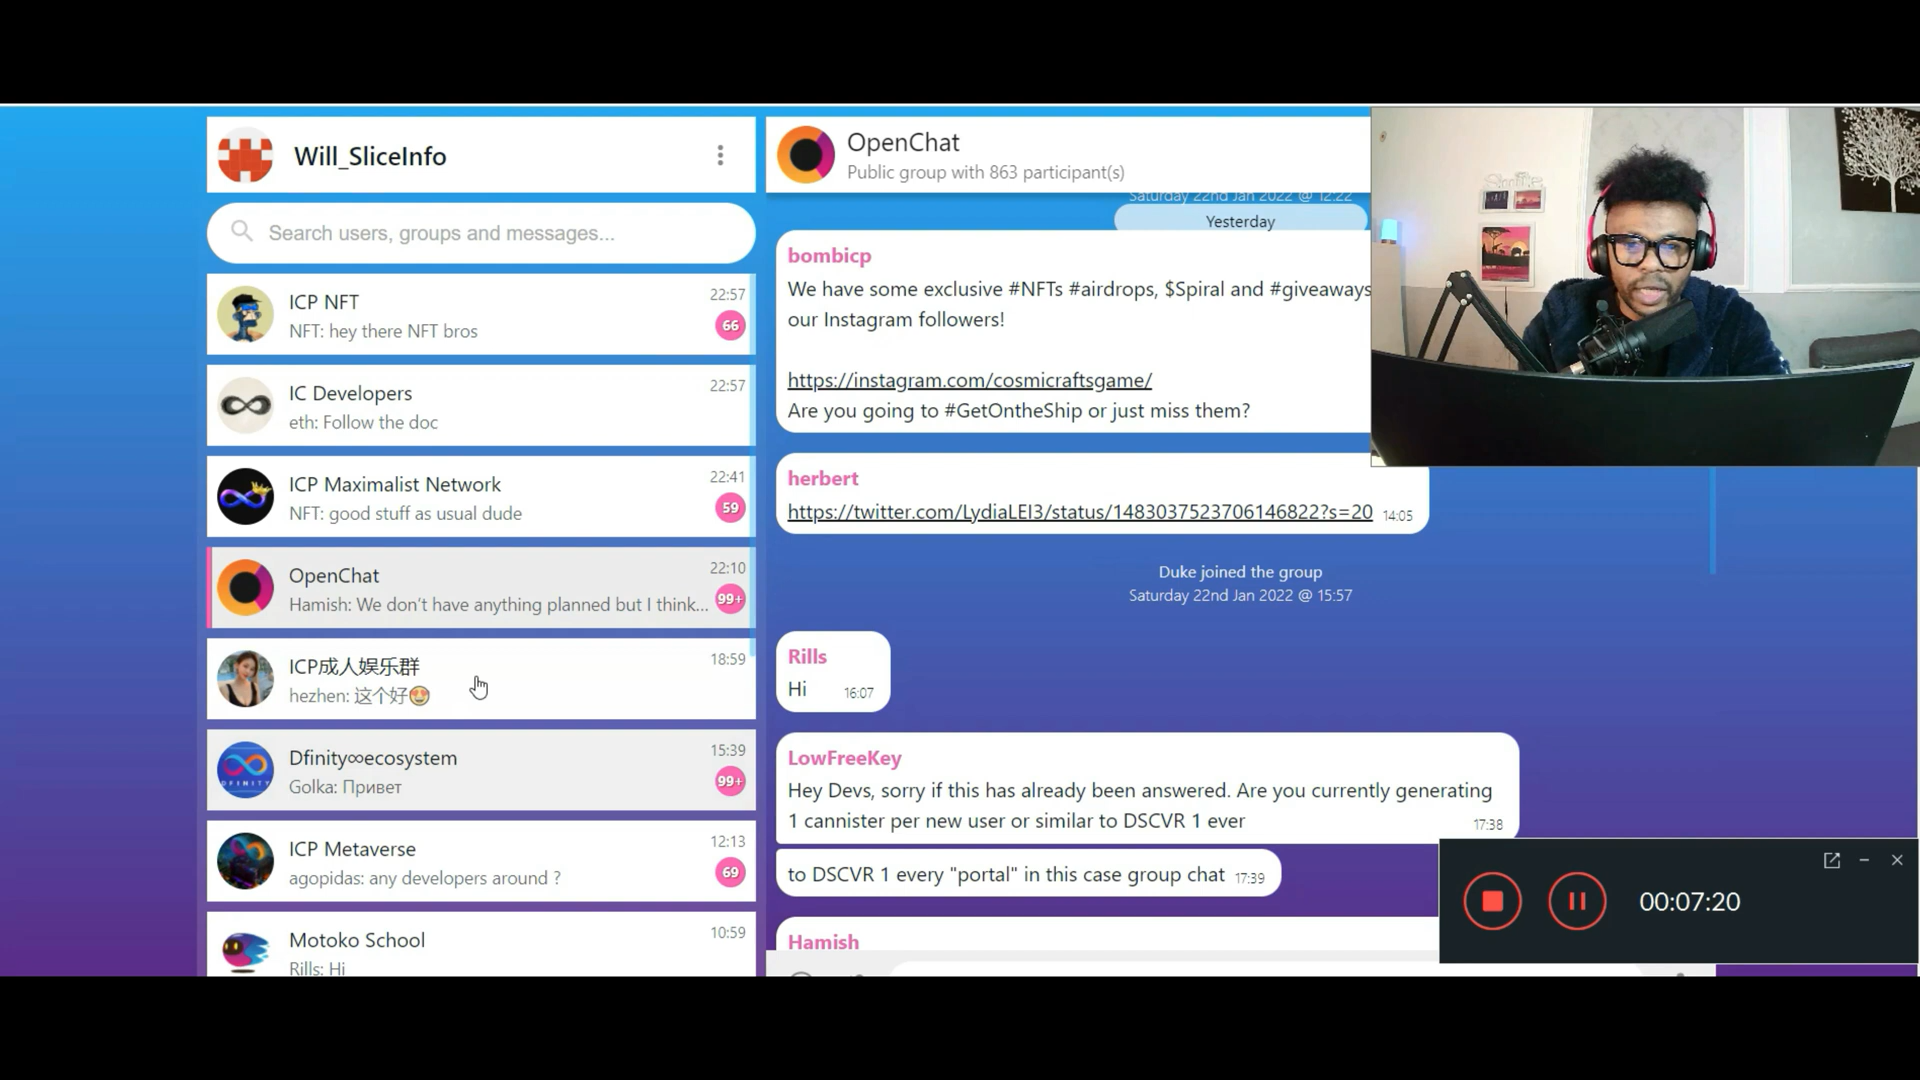 Will_SliceInfo
Search users, groups and messages...
ICP NFT
22:57
NFT: hey there NFT bros
66
IC Developers
22:57
eth: Follow the doc
ICP Maximalist Network
22:41
NFT: good stuff as usual dude
59
OpenChat
22:10
Hamish: We don't have anything planned but I think...
99+
ICP成人娱乐群
18:59
hezhen: 这个好😍
Dfinity∞ecosystem
15:39
Golka: Привет
99+
ICP Metaverse
12:13
agopidas: any developers around ?
69
Motoko School
10:59
Rills: Hi
OpenChat
Public group with 863 participant(s)
Saturday 22nd Jan 2022 @ 12:22
Yesterday
bombicp
We have some exclusive #NFTs #airdrops, $Spiral and #giveaways
our Instagram followers!
https://instagram.com/cosmicraftsgame/
Are you going to #GetOntheShip or just miss them?
herbert
https://twitter.com/LydiaLEI3/status/1483037523706146822?s=20 14:05
Duke joined the group
Saturday 22nd Jan 2022 @ 15:57
Rills
Hi 16:07
LowFreeKey
Hey Devs, sorry if this has already been answered. Are you currently generating
1 cannister per new user or similar to DSCVR 1 ever
17:38
to DSCVR 1 every "portal" in this case group chat 17:39
Hamish
00:07:20